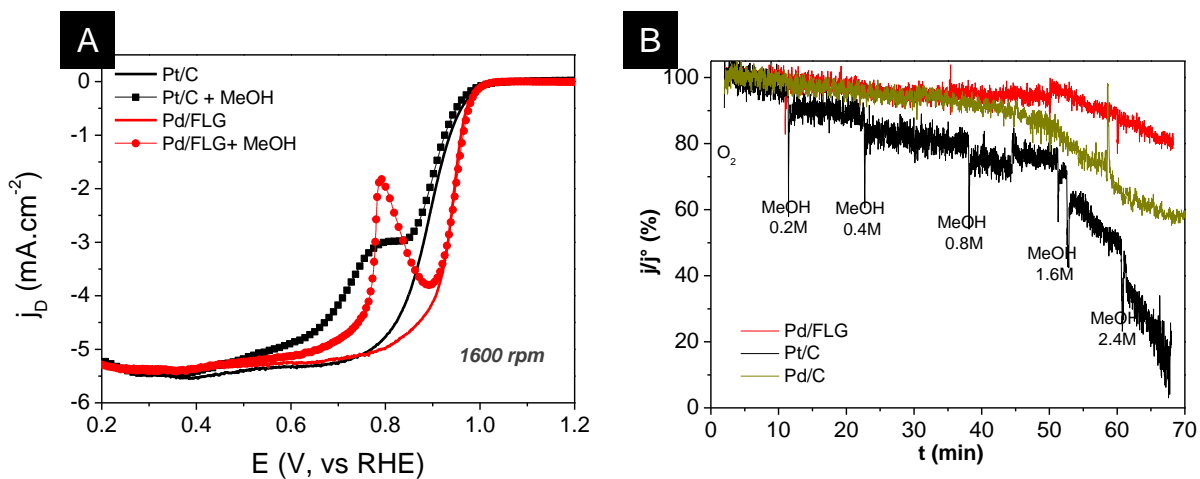 A
Pt/C
Pt/C + MeOH
Pd/FLG
Pd/FLG+ MeOH
0
-1
-2
-3
-4
-5
-6
j_D (mA.cm⁻²)
1600 rpm
0.2 0.4 0.6 0.8 1.0 1.2
E (V, vs RHE)
B
100
80
60
40
20
0
j/j° (%)
O₂
MeOH
0.2M
MeOH
0.4M
MeOH
0.8M
MeOH
1.6M
MeOH
2.4M
Pd/FLG
Pt/C
Pd/C
0 10 20 30 40 50 60 70
t (min)